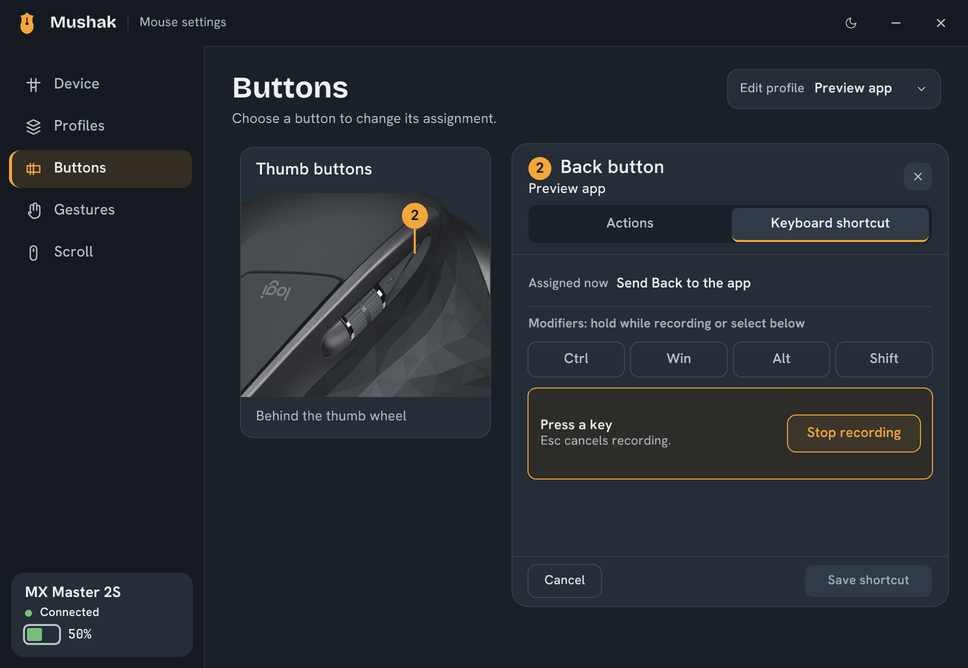 Mushak
Mouse settings
Device
Profiles
Buttons
Gestures
Scroll
MX Master 2S
Connected
50%
Buttons
Choose a button to change its assignment.
Edit profile Preview app
Thumb buttons
2
logi
Behind the thumb wheel
2 Back button
Preview app
Actions
Keyboard shortcut
Assigned now Send Back to the app
Modifiers: hold while recording or select below
Ctrl
Win
Alt
Shift
Press a key
Esc cancels recording.
Stop recording
Cancel
Save shortcut